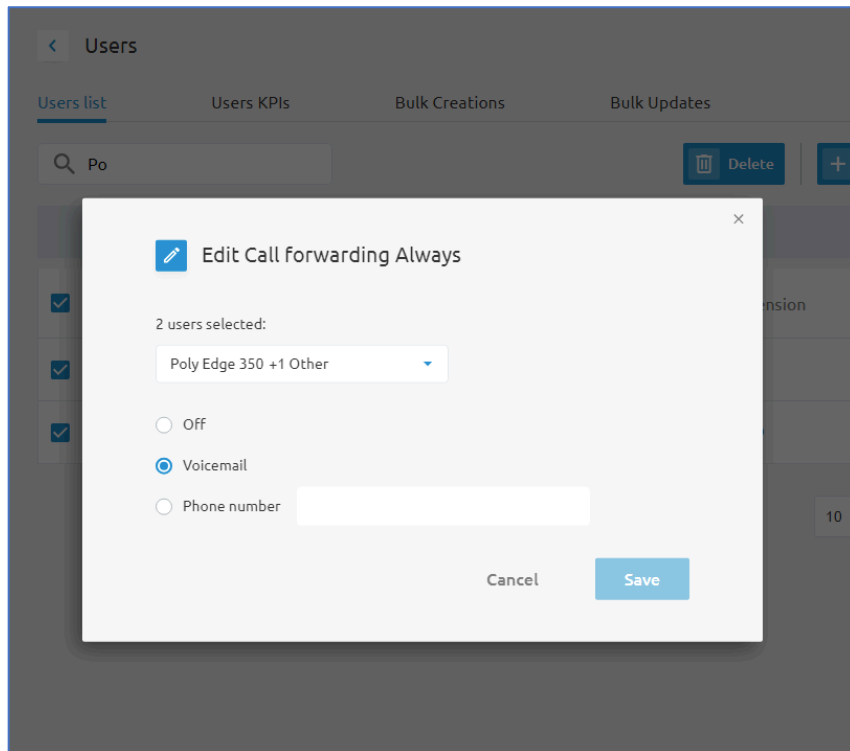 Users
Users list Users KPIs Bulk Creations Bulk Updates
Po Delete
Edit Call forwarding Always
ension
2 users selected:
Poly Edge 350 +1 Other
Off
Voicemail
Phone number
10
Cancel Save